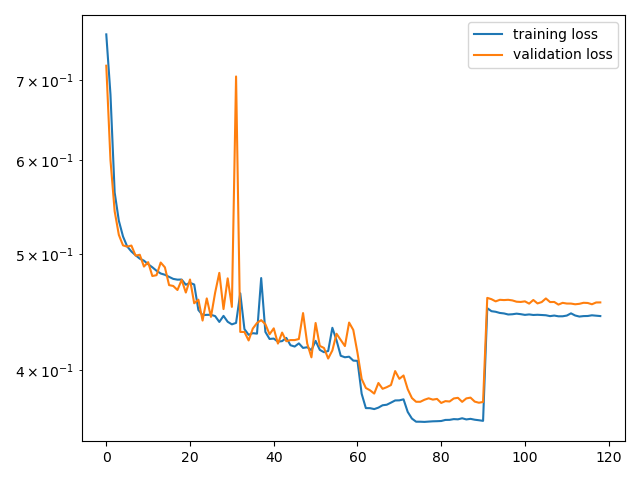 training loss
validation loss
7 × 10⁻¹
6 × 10⁻¹
5 × 10⁻¹
4 × 10⁻¹
0 20 40 60 80 100 120